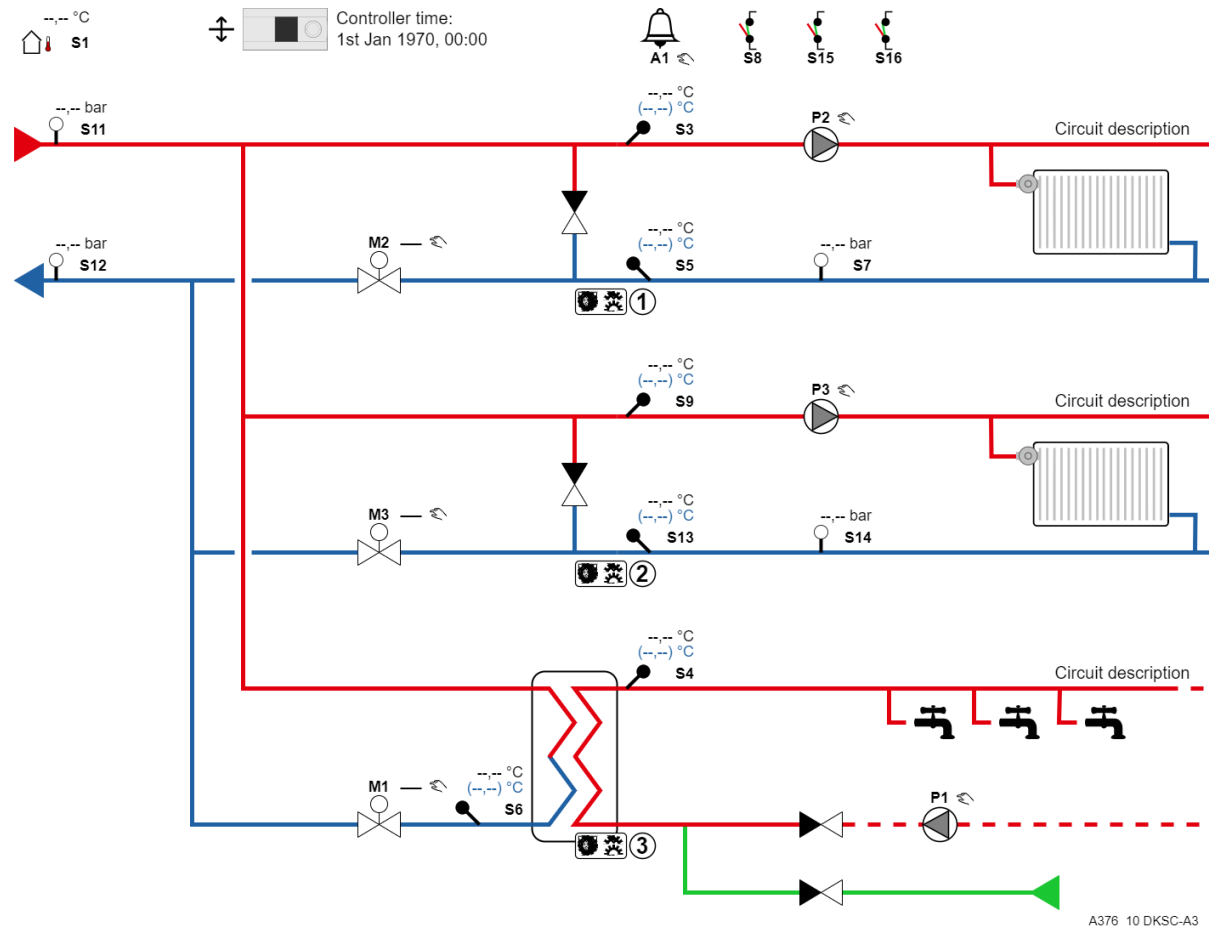 --,-- °C
S1
Controller time:
1st Jan 1970, 00:00
A1
S8
S15
S16
--,-- bar
S11
--,-- °C
(--,--) °C
S3
P2
Circuit description
--,-- bar
S12
M2
--,-- °C
(--,--) °C
S5
--,-- bar
S7
1
--,-- °C
(--,--) °C
S9
P3
Circuit description
M3
--,-- °C
(--,--) °C
S13
--,-- bar
S14
2
--,-- °C
(--,--) °C
S4
Circuit description
M1
--,-- °C
(--,--) °C
S6
P1
3
A376 10 DKSC-A3